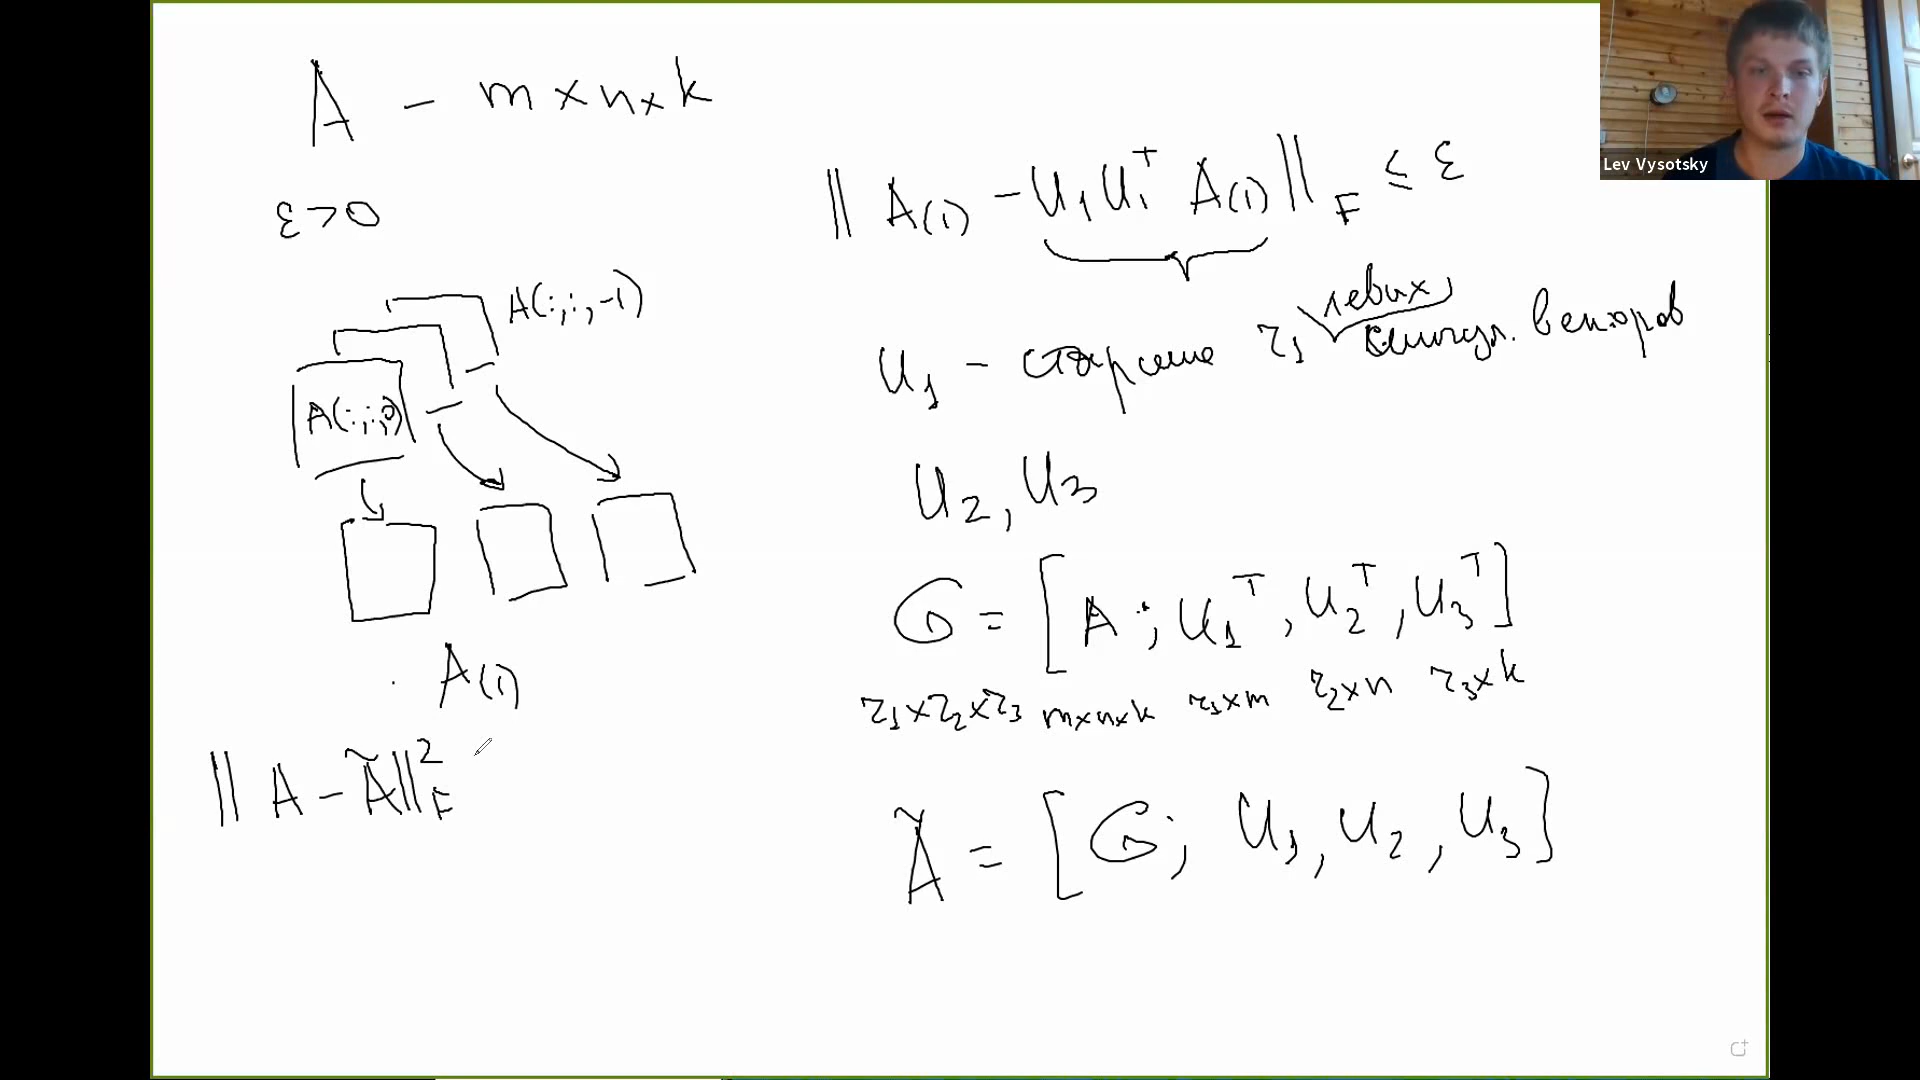 A - m × n × k
ε > 0
A(:,:,-1)
A(:,:,0)
A(1)
‖ A - Ã ‖²_F
‖ A(1) - U₁U₁ᵀ A(1) ‖_F ≤ ε
U₁ - старшие r₁ левых сингул. векторов
U₂, U₃
G = [A ; U₁ᵀ, U₂ᵀ, U₃ᵀ]
r₁×r₂×r₃ m×n×k r₁×m r₂×n r₃×k
Ã = [G; U₁, U₂, U₃]
Lev Vysotsky